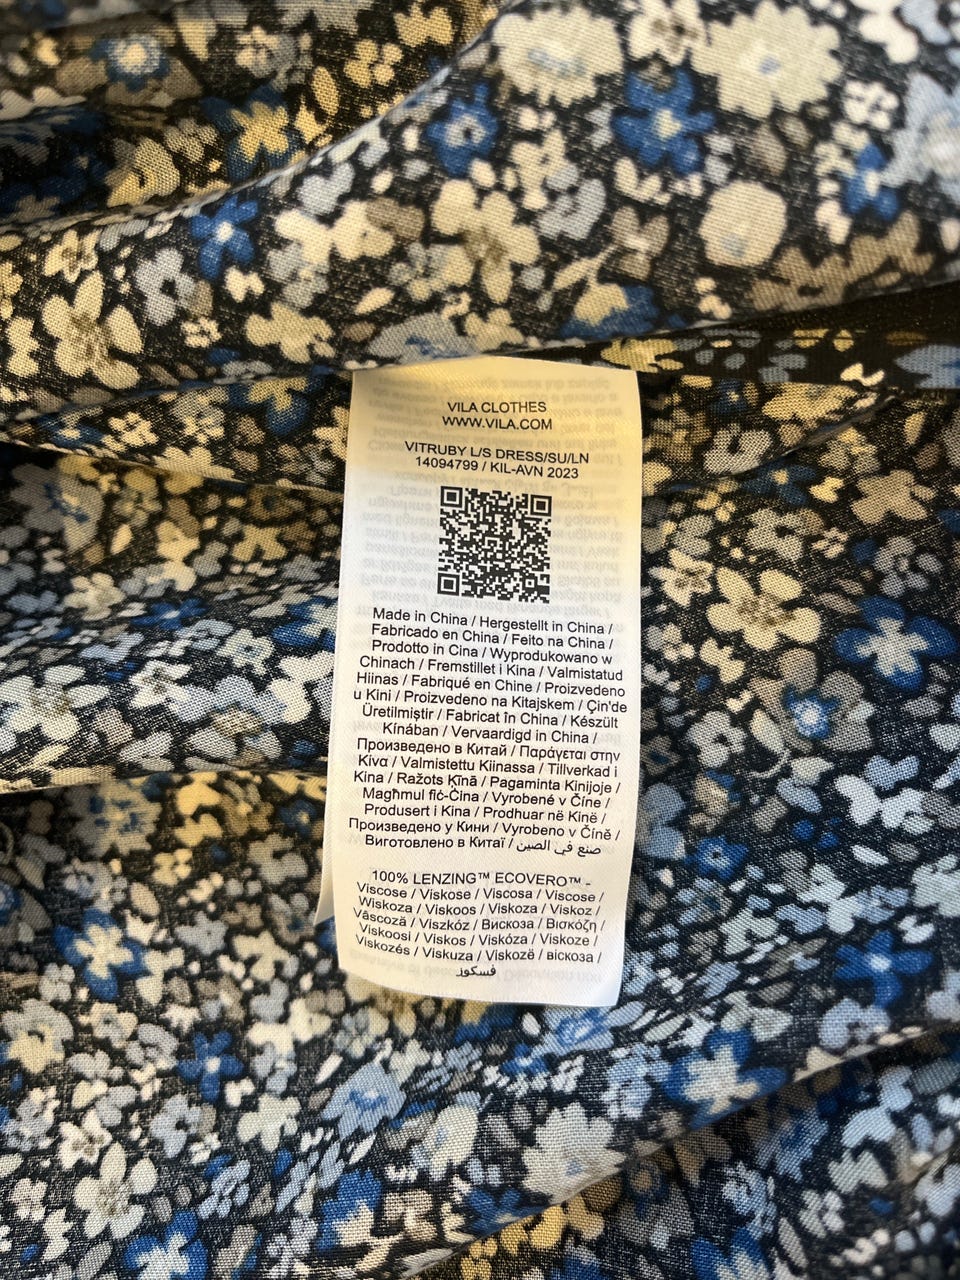 VILA CLOTHES
WWW.VILA.COM
VITRUBY L/S DRESS/SU/LN
14094799 / KIL-AVN 2023
Made in China / Hergestellt in China /
Fabricado en China / Feito na China /
Prodotto in Cina / Wyprodukowano w
Chinach / Fremstillet i Kina / Valmistatud
Hiinas / Fabriqué en Chine / Proizvedeno
u Kini / Proizvedeno na Kitajskem / Çin'de
Üretilmiştir / Fabricat în China / Készült
Kínában / Vervaardigd in China /
Произведено в Китай / Παράγεται στην
Κίνα / Valmistettu Kiinassa / Tillverkad i
Kina / Ražots Ķīnā / Pagaminta Kinijoje /
Magħmul fiċ-Ċina / Vyrobené v Číne /
Produsert i Kina / Prodhuar në Kinë /
Произведено у Кини / Vyrobeno v Číně /
Виготовлено в Китаї / صنع في الصين
100% LENZING™ ECOVERO™ -
Viscose / Viskose / Viscosa / Viscose /
Wiskoza / Viskoos / Viskoza / Viskoz /
Vâscoză / Viszkóz / Вискоза / Βισκόζη /
Viskoosi / Viskos / Viskóza / Viskoze /
Viskozės / Viskuza / Viskozë / віскоза /
فسكوز